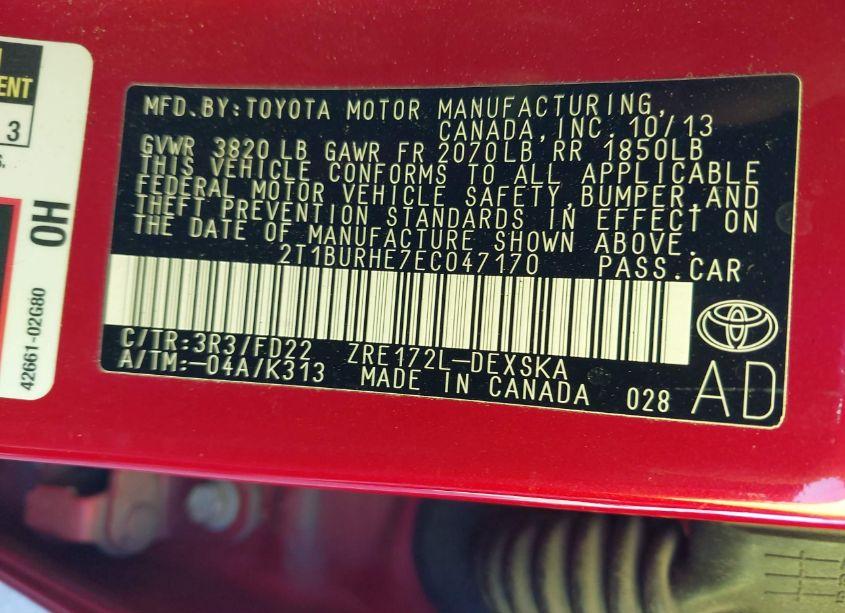 MFD. BY: TOYOTA MOTOR MANUFACTURING,
CANADA, INC. 10/13
GVWR 3820 LB GAWR FR 2070LB RR 1850LB
THIS VEHICLE CONFORMS TO ALL APPLICABLE
FEDERAL MOTOR VEHICLE SAFETY, BUMPER, AND
THEFT PREVENTION STANDARDS IN EFFECT ON
THE DATE OF MANUFACTURE SHOWN ABOVE.
2T1BURHE7EC047170 PASS.CAR
C/TR:3R3/FD22 ZRE172L-DEXSKA
A/TM:-04A/K313 MADE IN CANADA 028
AD
3
OH
42661-02G80